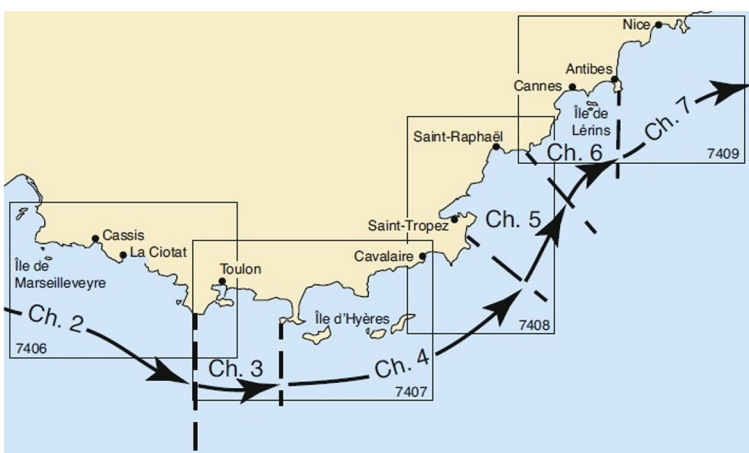 Nice
Antibes
Cannes
Île de
Lérins
Ch. 7
7409
Saint-Raphaël
Ch. 6
Saint-Tropez
Ch. 5
Cassis
La Ciotat
Toulon
Cavalaire
Île de
Marseilleveyre
Île d'Hyères
Ch. 2
7408
7406
Ch. 3
Ch. 4
7407